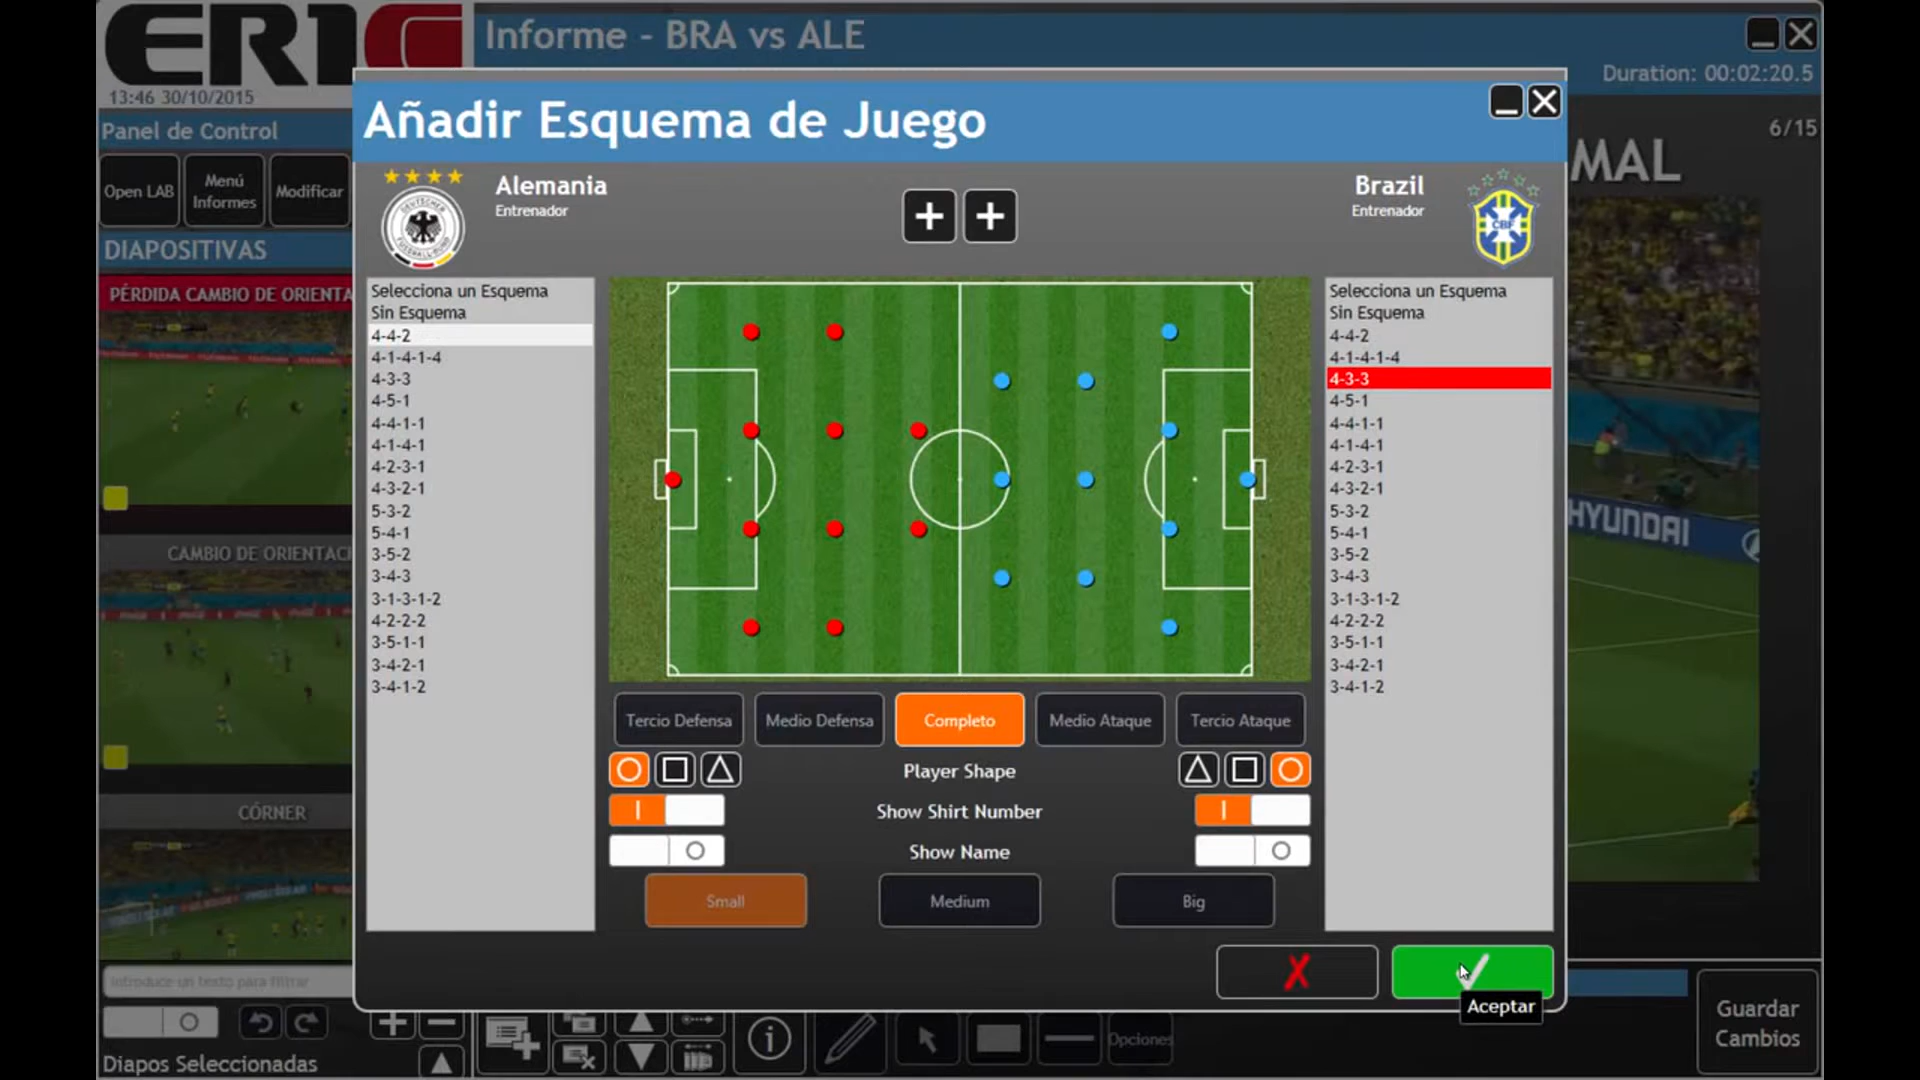 ERIC
Informe - BRA vs ALE
13:46 30/10/2015
Duration: 00:02:20.5
Panel de Control
6/15
MAL
Open LAB
Menú
Informes
Modificar
DIAPOSITIVAS
PÉRDIDA CAMBIO DE ORIENTA
CAMBIO DE ORIENTACI
CÓRNER
Introduce un texto para filtrar
Diapos Seleccionadas
Añadir Esquema de Juego
Alemania
Entrenador
Brazil
Entrenador
DEUTSCHER
FUSSBALL-BUND
CBF
Selecciona un Esquema
Sin Esquema
4-4-2
4-1-4-1-4
4-3-3
4-5-1
4-4-1-1
4-1-4-1
4-2-3-1
4-3-2-1
5-3-2
5-4-1
3-5-2
3-4-3
3-1-3-1-2
4-2-2-2
3-5-1-1
3-4-2-1
3-4-1-2
Selecciona un Esquema
Sin Esquema
4-4-2
4-1-4-1-4
4-3-3
4-5-1
4-4-1-1
4-1-4-1
4-2-3-1
4-3-2-1
5-3-2
5-4-1
3-5-2
3-4-3
3-1-3-1-2
4-2-2-2
3-5-1-1
3-4-2-1
3-4-1-2
Tercio Defensa
Medio Defensa
Completo
Medio Ataque
Tercio Ataque
Player Shape
Show Shirt Number
Show Name
Small
Medium
Big
Aceptar
HYUNDAI
Opciones
Guardar
Cambios